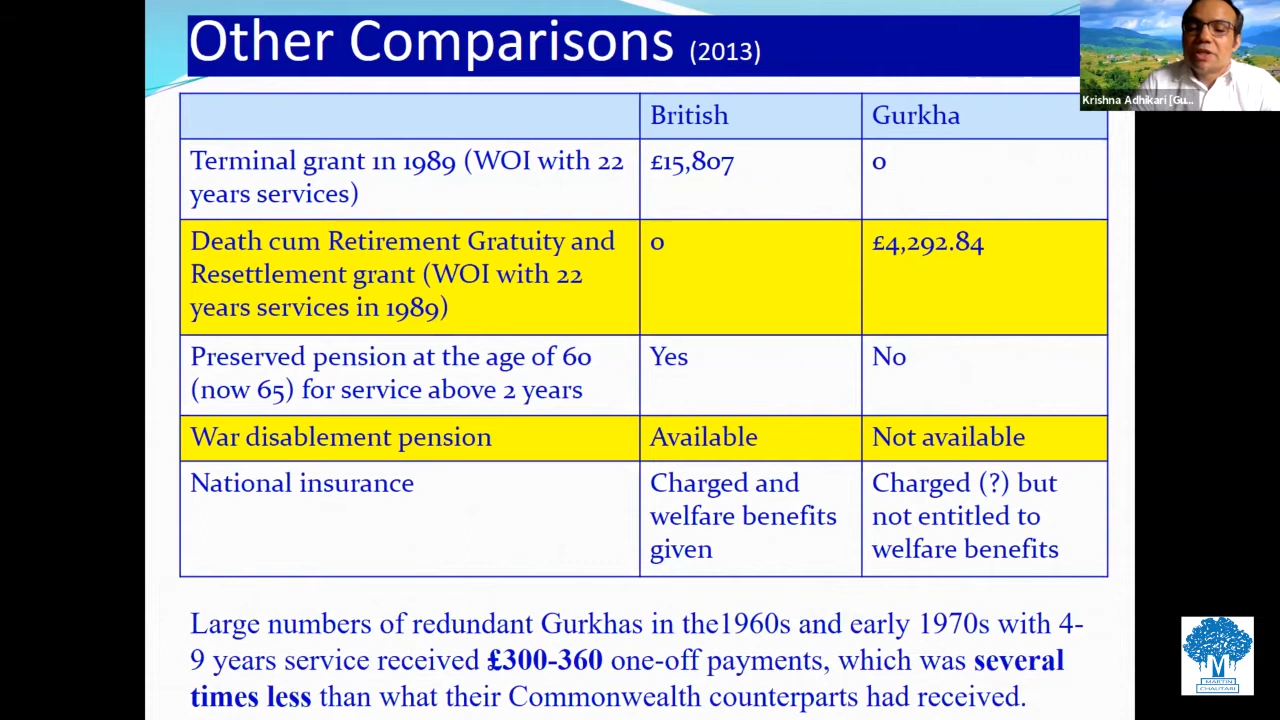 Other Comparisons (2013)
Krishna Adhikari [Gu...
British
Gurkha
Terminal grant in 1989 (WOI with 22
years services)
£15,807
0
Death cum Retirement Gratuity and
Resettlement grant (WOI with 22
years services in 1989)
0
£4,292.84
Preserved pension at the age of 60
(now 65) for service above 2 years
Yes
No
War disablement pension
Available
Not available
National insurance
Charged and
welfare benefits
given
Charged (?) but
not entitled to
welfare benefits
Large numbers of redundant Gurkhas in the1960s and early 1970s with 4-
9 years service received £300-360 one-off payments, which was several
times less than what their Commonwealth counterparts had received.
M
MARTIN
CHAUTARI